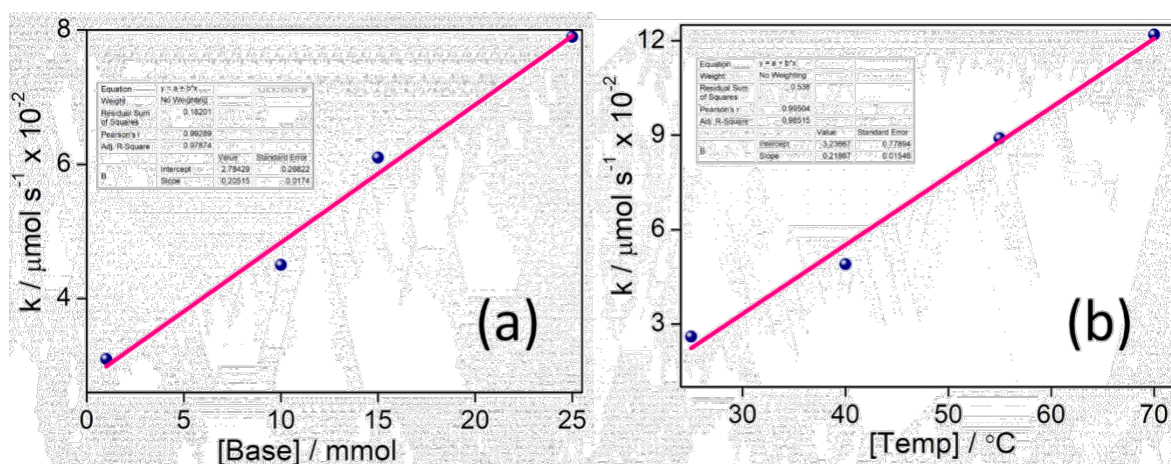 8
6
4
k / μmol s⁻¹ x 10⁻²
Equation y = a + b*x
Weight No Weighting
Residual Sum of Squares 0.18201
Pearson's r 0.99289
Adj. R-Square 0.97874
Value Standard Error
B Intercept 2.78429 0.26822
Slope 0.20515 0.0174
(a)
0 5 10 15 20 25
[Base] / mmol
12
9
6
3
k / μmol s⁻¹ x 10⁻²
Equation y = a + b*x
Weight No Weighting
Residual Sum of Squares 0.538
Pearson's r 0.99504
Adj. R-Square 0.98515
Value Standard Error
B Intercept -3.23667 0.77894
Slope 0.21867 0.01546
(b)
30 40 50 60 70
[Temp] / °C